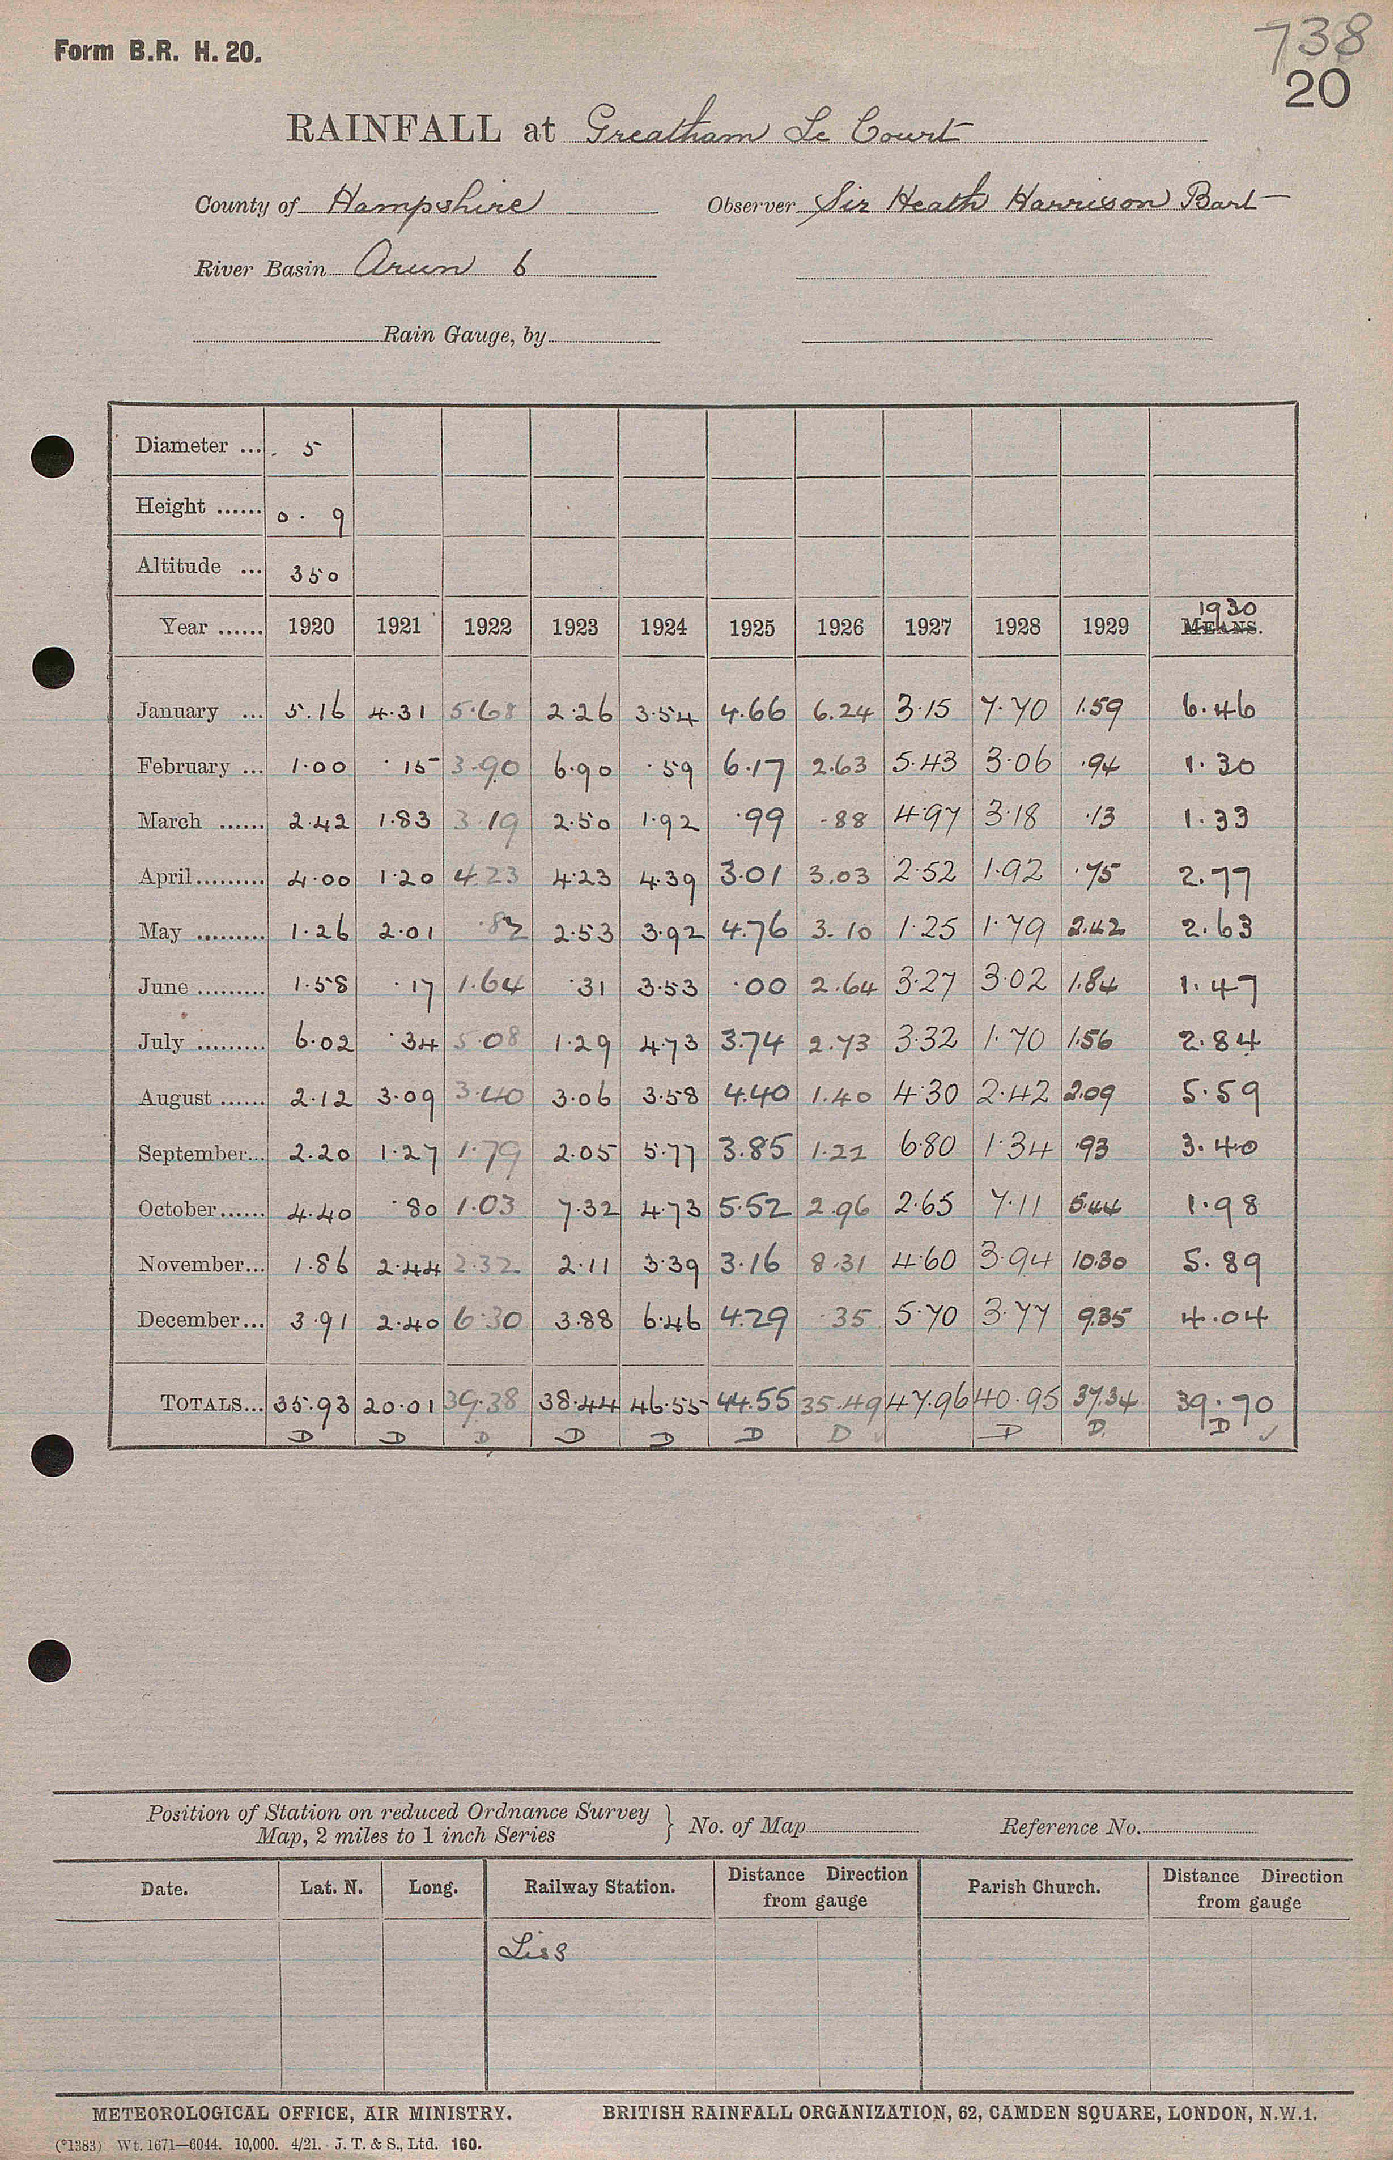 738
Form B.R. H. 20.
20
RAINFALL at Greatham Le Court
County of Hampshire Observer Sir Heath Harrison Bart
River Basin Arun 6
Rain Gauge, by
Diameter ... 5
Height ...... 0. 9
Altitude ... 350
1930
Year ...... 1920 1921 1922 1923 1924 1925 1926 1927 1928 1929 MEANS.
January ... 5.16 4.31 5.68 2.26 3.54 4.66 6.24 3.15 7.70 1.59 6.46
February ... 1.00 .15 3.90 6.90 .59 6.17 2.63 5.43 3.06 .94 1.30
March ...... 2.42 1.83 3.19 2.50 1.92 .99 .88 4.97 3.18 .13 1.33
April......... 4.00 1.20 4.23 4.23 4.39 3.01 3.03 2.52 1.92 .75 2.77
May ......... 1.26 2.01 .82 2.53 3.92 4.76 3.10 1.25 1.79 2.42 2.63
June ......... 1.58 .17 1.64 .31 3.53 .00 2.64 3.27 3.02 1.84 1.47
July ......... 6.02 .34 5.08 1.29 4.73 3.74 2.73 3.32 1.70 1.56 2.84
August ...... 2.12 3.09 3.40 3.06 3.58 4.40 1.40 4.30 2.42 2.09 5.59
September... 2.20 1.27 1.79 2.05 5.77 3.85 1.22 6.80 1.34 .93 3.40
October...... 4.40 .80 1.03 7.32 4.73 5.52 2.96 2.65 7.11 5.44 1.98
November... 1.86 2.44 2.32 2.11 3.39 3.16 8.31 4.60 3.94 10.30 5.89
December... 3.91 2.40 6.30 3.88 6.46 4.29 .35 5.70 3.77 9.35 4.04
TOTALS... 35.93 20.01 39.38 38.44 46.55 44.55 35.49 47.96 40.95 37.34 39.70
D D D D D D D D D D
Position of Station on reduced Ordnance Survey
Map, 2 miles to 1 inch Series } No. of Map Reference No.
Date. Lat. N. Long. Railway Station. Distance Direction from gauge Parish Church. Distance Direction from gauge
Liss
METEOROLOGICAL OFFICE, AIR MINISTRY. BRITISH RAINFALL ORGANIZATION, 62, CAMDEN SQUARE, LONDON, N.W.1.
(*1383) Wt. 1671—6044. 10,000. 4/21. J. T. & S., Ltd. 160.